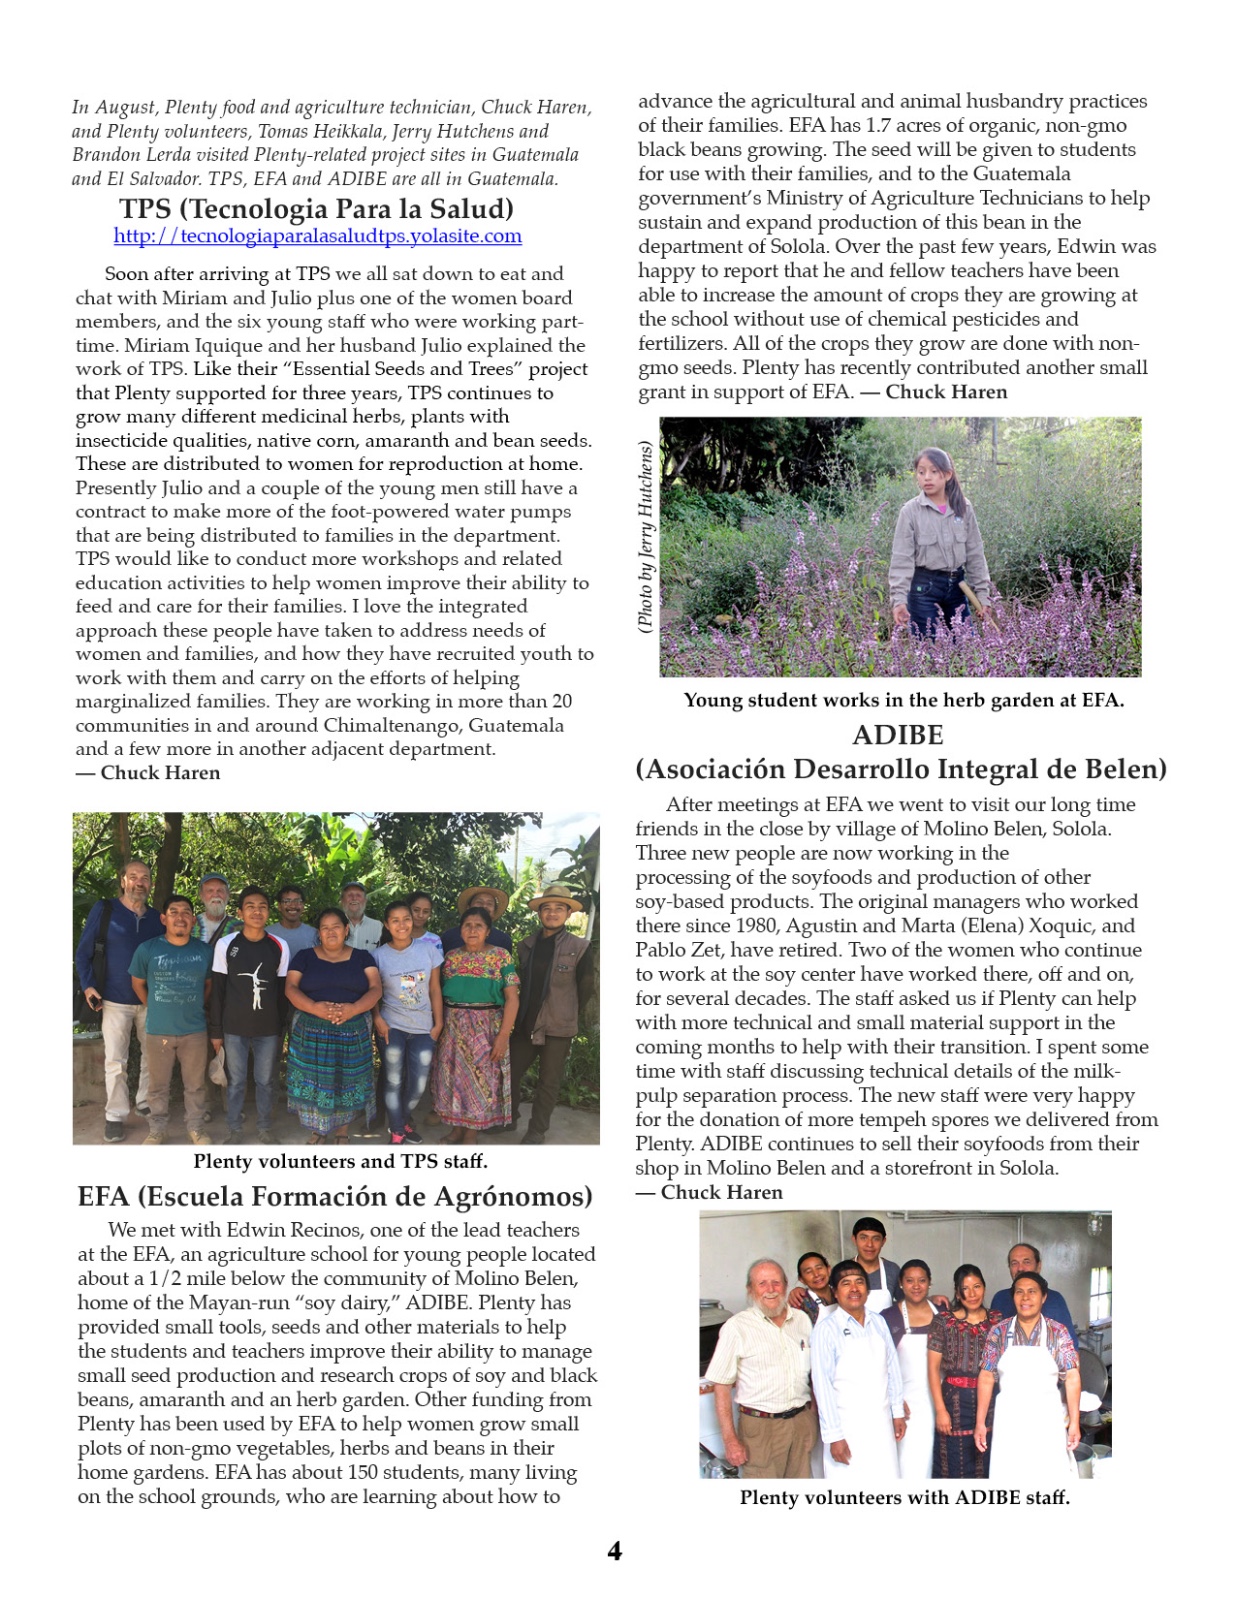 In August, Plenty food and agriculture technician, Chuck Haren,
and Plenty volunteers, Tomas Heikkala, Jerry Hutchens and
Brandon Lerda visited Plenty-related project sites in Guatemala
and El Salvador. TPS, EFA and ADIBE are all in Guatemala.
TPS (Tecnologia Para la Salud)
http://tecnologiaparalasaludtps.yolasite.com
Soon after arriving at TPS we all sat down to eat and
chat with Miriam and Julio plus one of the women board
members, and the six young staff who were working part-
time. Miriam Iquique and her husband Julio explained the
work of TPS. Like their “Essential Seeds and Trees” project
that Plenty supported for three years, TPS continues to
grow many different medicinal herbs, plants with
insecticide qualities, native corn, amaranth and bean seeds.
These are distributed to women for reproduction at home.
Presently Julio and a couple of the young men still have a
contract to make more of the foot-powered water pumps
that are being distributed to families in the department.
TPS would like to conduct more workshops and related
education activities to help women improve their ability to
feed and care for their families. I love the integrated
approach these people have taken to address needs of
women and families, and how they have recruited youth to
work with them and carry on the efforts of helping
marginalized families. They are working in more than 20
communities in and around Chimaltenango, Guatemala
and a few more in another adjacent department.
— Chuck Haren
Plenty volunteers and TPS staff.
EFA (Escuela Formación de Agrónomos)
We met with Edwin Recinos, one of the lead teachers
at the EFA, an agriculture school for young people located
about a 1/2 mile below the community of Molino Belen,
home of the Mayan-run “soy dairy,” ADIBE. Plenty has
provided small tools, seeds and other materials to help
the students and teachers improve their ability to manage
small seed production and research crops of soy and black
beans, amaranth and an herb garden. Other funding from
Plenty has been used by EFA to help women grow small
plots of non-gmo vegetables, herbs and beans in their
home gardens. EFA has about 150 students, many living
on the school grounds, who are learning about how to
advance the agricultural and animal husbandry practices
of their families. EFA has 1.7 acres of organic, non-gmo
black beans growing. The seed will be given to students
for use with their families, and to the Guatemala
government’s Ministry of Agriculture Technicians to help
sustain and expand production of this bean in the
department of Solola. Over the past few years, Edwin was
happy to report that he and fellow teachers have been
able to increase the amount of crops they are growing at
the school without use of chemical pesticides and
fertilizers. All of the crops they grow are done with non-
gmo seeds. Plenty has recently contributed another small
grant in support of EFA. — Chuck Haren
(Photo by Jerry Hutchens)
Young student works in the herb garden at EFA.
ADIBE
(Asociación Desarrollo Integral de Belen)
After meetings at EFA we went to visit our long time
friends in the close by village of Molino Belen, Solola.
Three new people are now working in the
processing of the soyfoods and production of other
soy-based products. The original managers who worked
there since 1980, Agustin and Marta (Elena) Xoquic, and
Pablo Zet, have retired. Two of the women who continue
to work at the soy center have worked there, off and on,
for several decades. The staff asked us if Plenty can help
with more technical and small material support in the
coming months to help with their transition. I spent some
time with staff discussing technical details of the milk-
pulp separation process. The new staff were very happy
for the donation of more tempeh spores we delivered from
Plenty. ADIBE continues to sell their soyfoods from their
shop in Molino Belen and a storefront in Solola.
— Chuck Haren
Plenty volunteers with ADIBE staff.
4